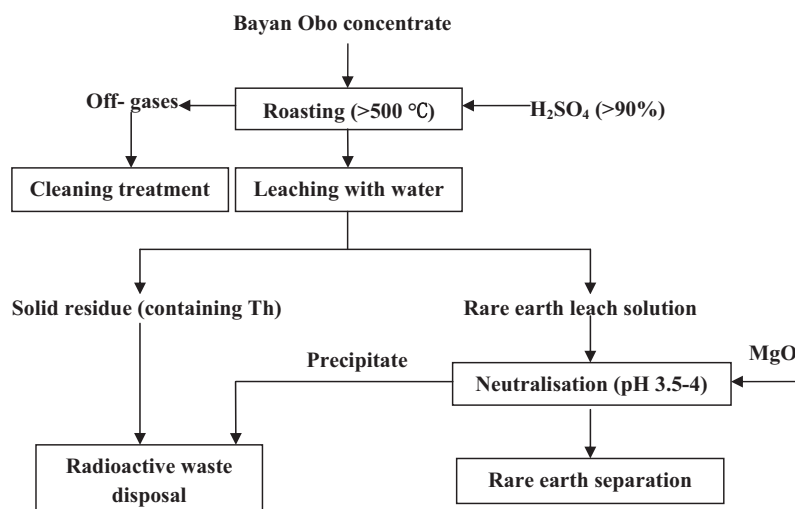 Bayan Obo concentrate
Off- gases
Roasting (>500 ℃)
H₂SO₄ (>90%)
Cleaning treatment
Leaching with water
Solid residue (containing Th)
Rare earth leach solution
Precipitate
MgO
Neutralisation (pH 3.5-4)
Radioactive waste
disposal
Rare earth separation